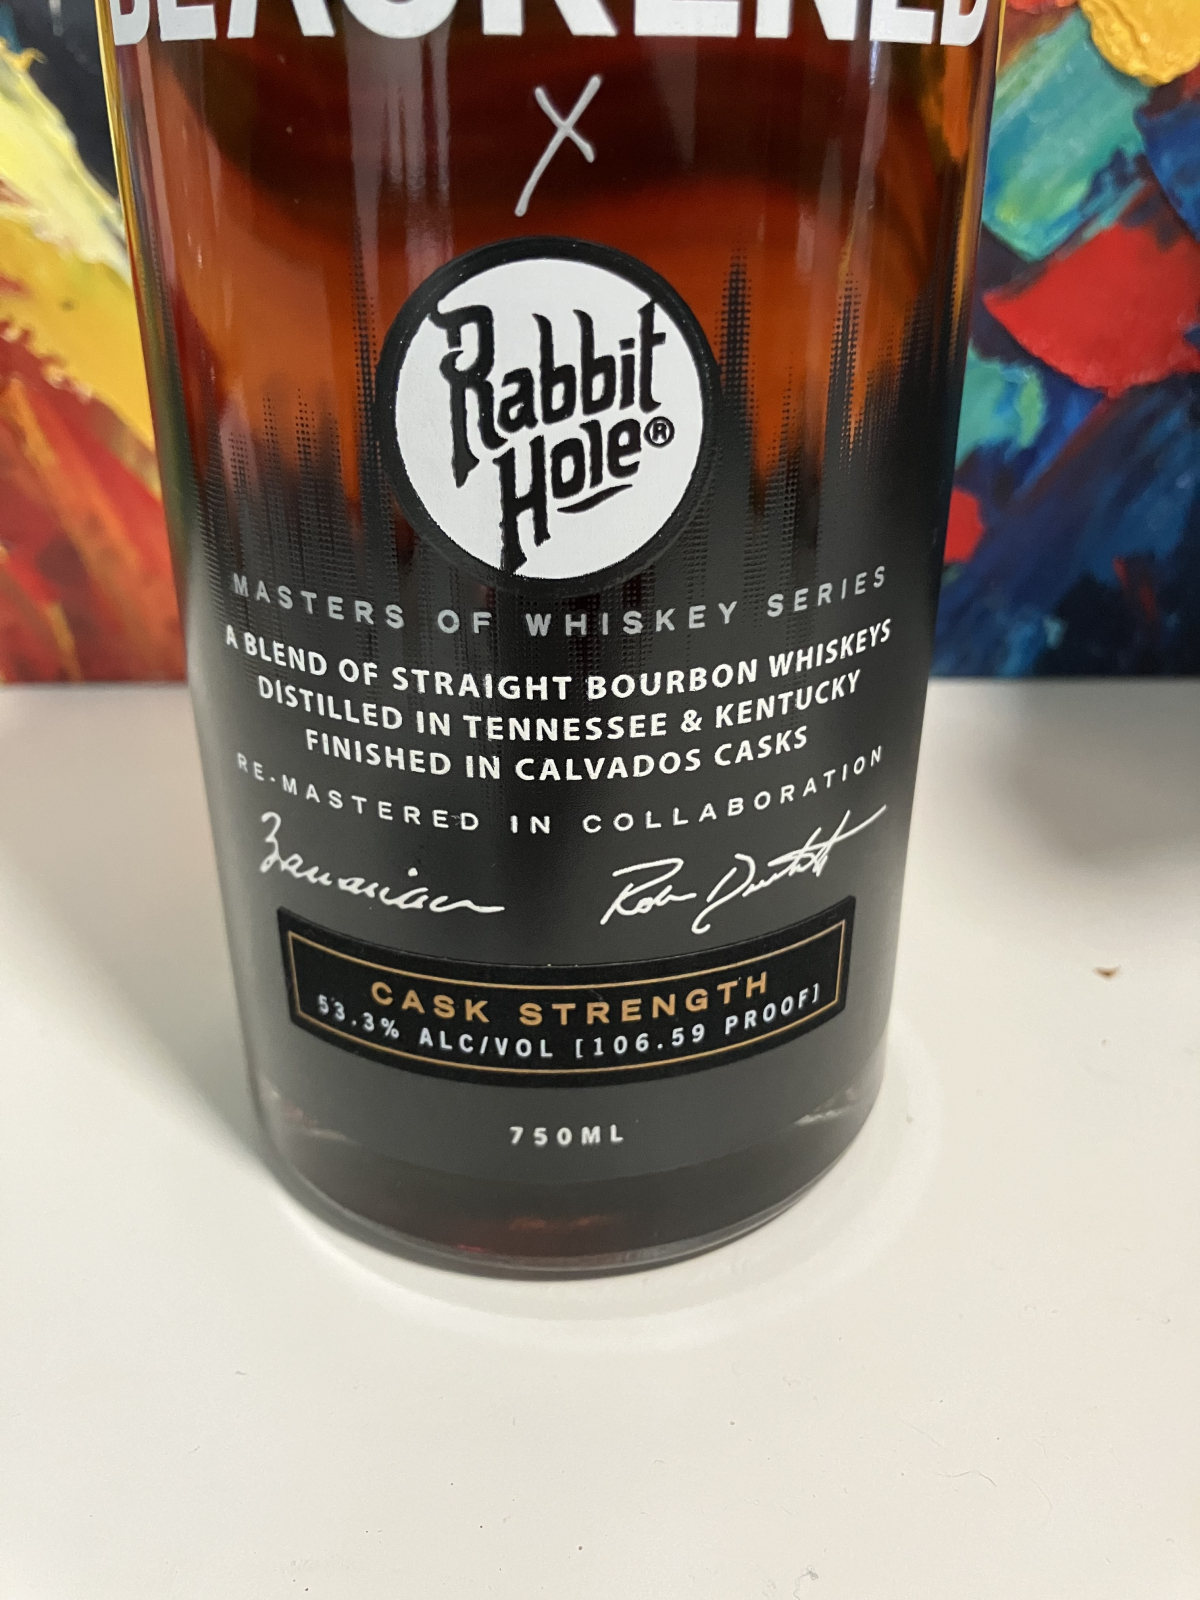 BLACKENED
X
Rabbit
Hole®
MASTERS OF WHISKEY SERIES
A BLEND OF STRAIGHT BOURBON WHISKEYS
DISTILLED IN TENNESSEE & KENTUCKY
FINISHED IN CALVADOS CASKS
RE-MASTERED IN COLLABORATION
CASK STRENGTH
53.3% ALC/VOL [106.59 PROOF]
750ML